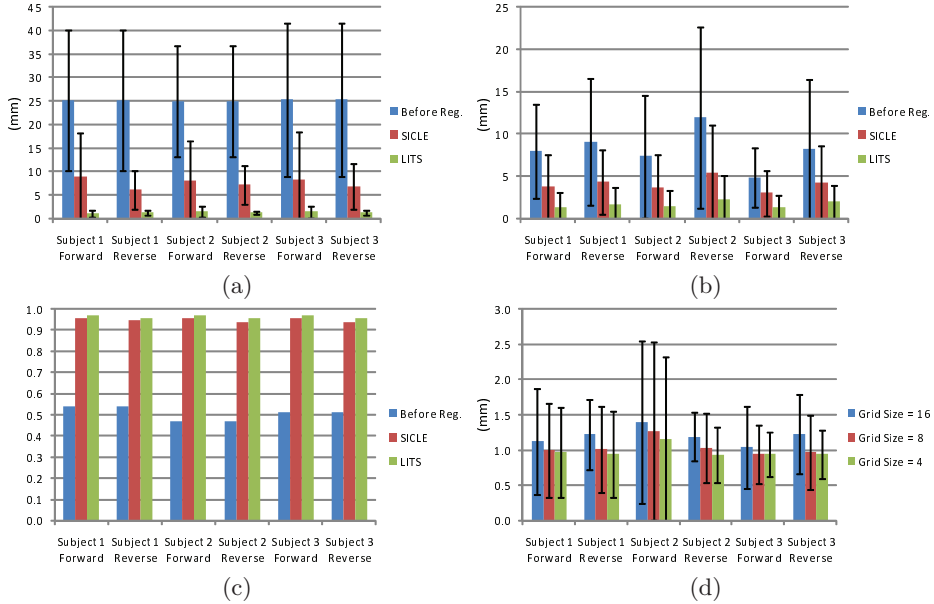 45
40
35
30
25
20
15
10
5
0
(mm)
Subject 1 Forward
Subject 1 Reverse
Subject 2 Forward
Subject 2 Reverse
Subject 3 Forward
Subject 3 Reverse
Before Reg.
SICLE
LITS
(a)
25
20
15
10
5
0
(mm)
Subject 1 Forward
Subject 1 Reverse
Subject 2 Forward
Subject 2 Reverse
Subject 3 Forward
Subject 3 Reverse
Before Reg.
SICLE
LITS
(b)
1.0
0.9
0.8
0.7
0.6
0.5
0.4
0.3
0.2
0.1
0.0
Subject 1 Forward
Subject 1 Reverse
Subject 2 Forward
Subject 2 Reverse
Subject 3 Forward
Subject 3 Reverse
Before Reg.
SICLE
LITS
(c)
3.0
2.5
2.0
1.5
1.0
0.5
0.0
(mm)
Subject 1 Forward
Subject 1 Reverse
Subject 2 Forward
Subject 2 Reverse
Subject 3 Forward
Subject 3 Reverse
Grid Size = 16
Grid Size = 8
Grid Size = 4
(d)